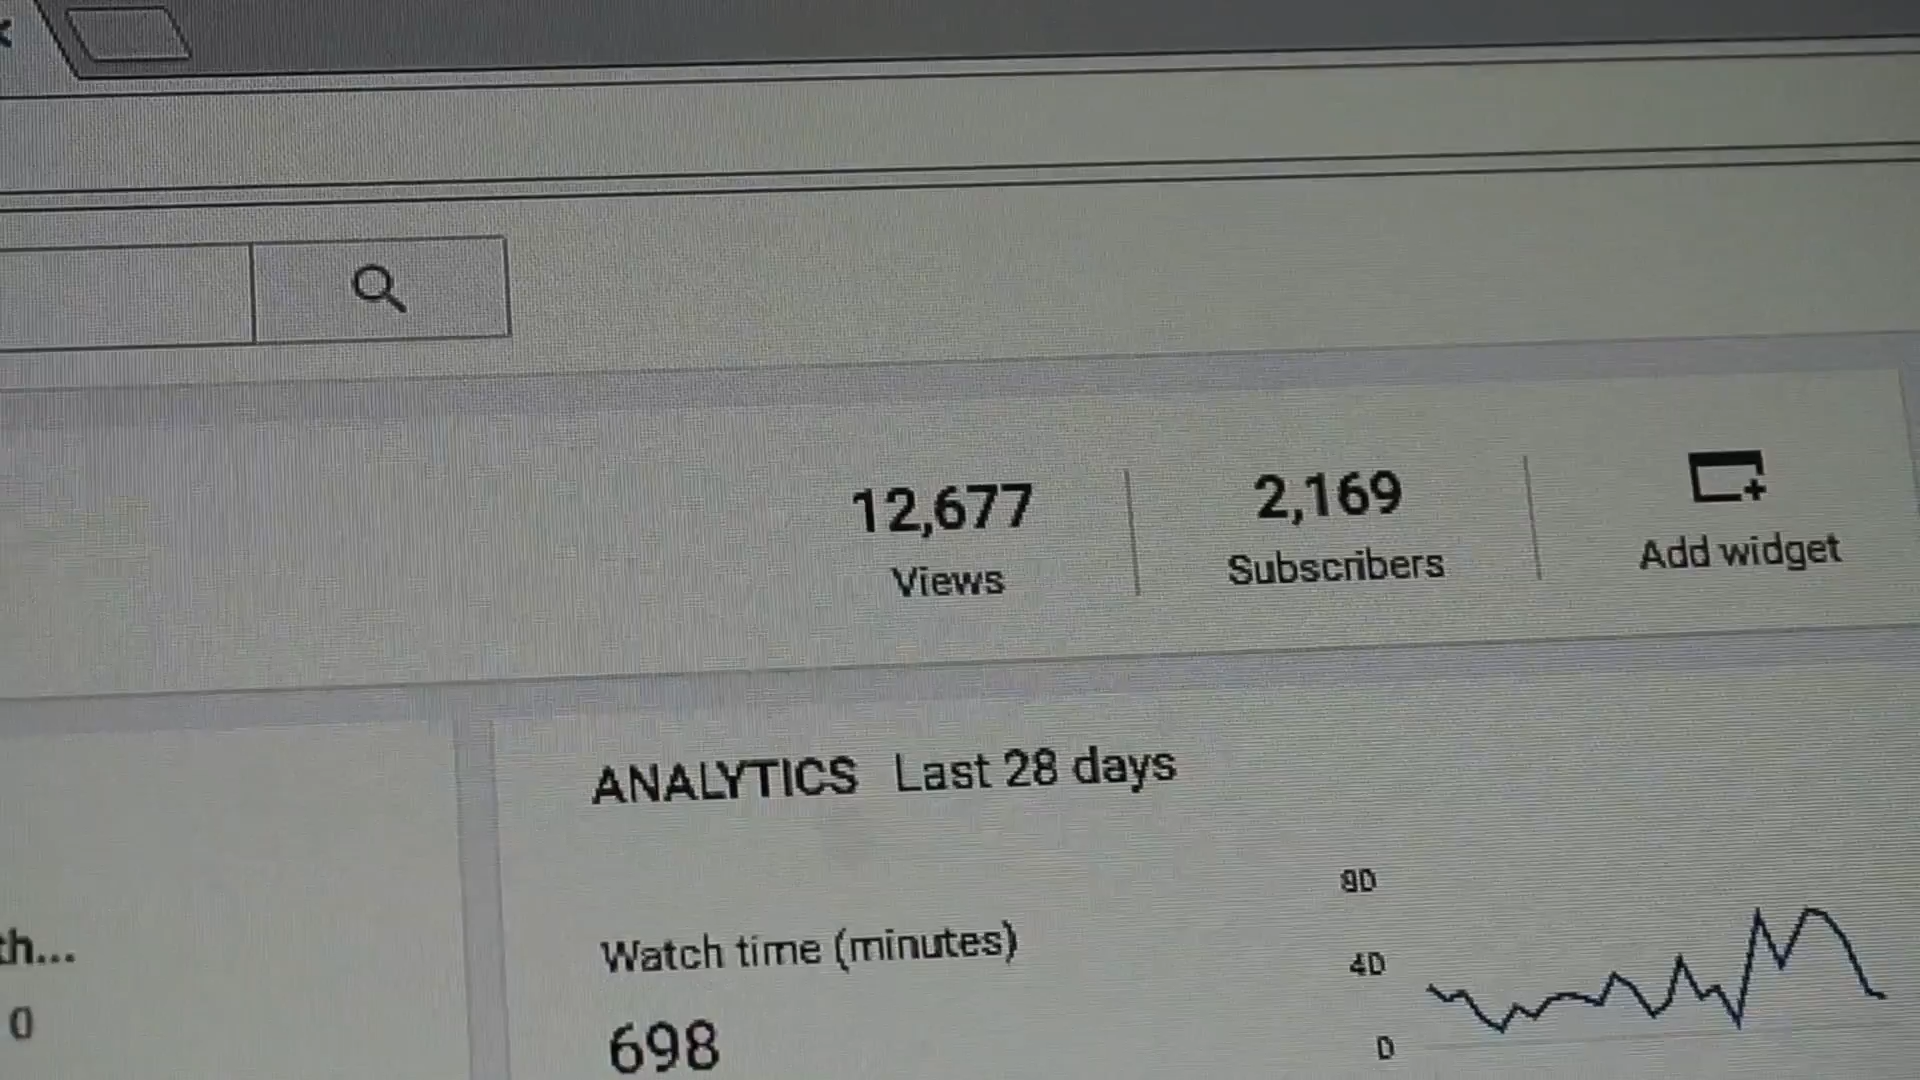 12,677
Views
2,169
Subscribers
Add widget
ANALYTICS Last 28 days
Watch time (minutes)
698
80
40
0
th...
0